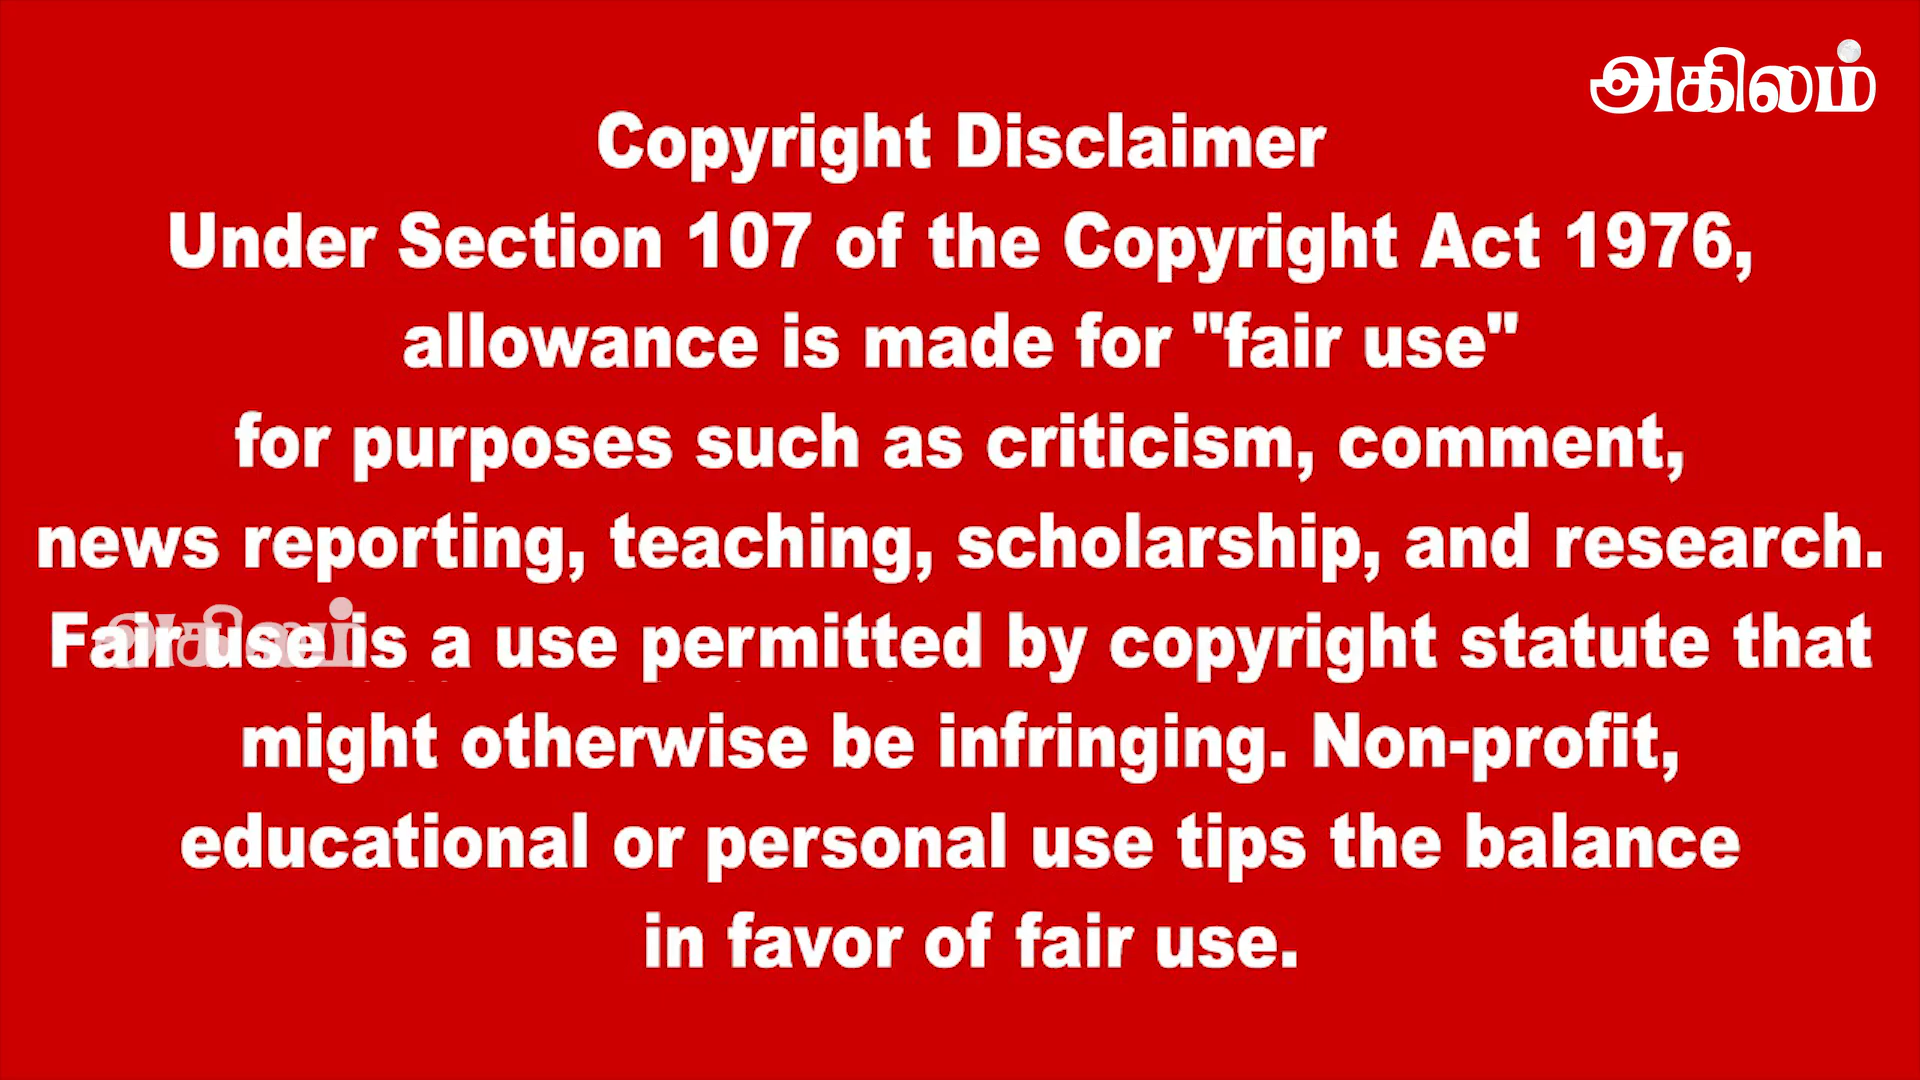 அகிலம்
Copyright Disclaimer
Under Section 107 of the Copyright Act 1976,
allowance is made for "fair use"
for purposes such as criticism, comment,
news reporting, teaching, scholarship, and research.
Fair use is a use permitted by copyright statute that
அகிலம்
might otherwise be infringing. Non-profit,
educational or personal use tips the balance
in favor of fair use.